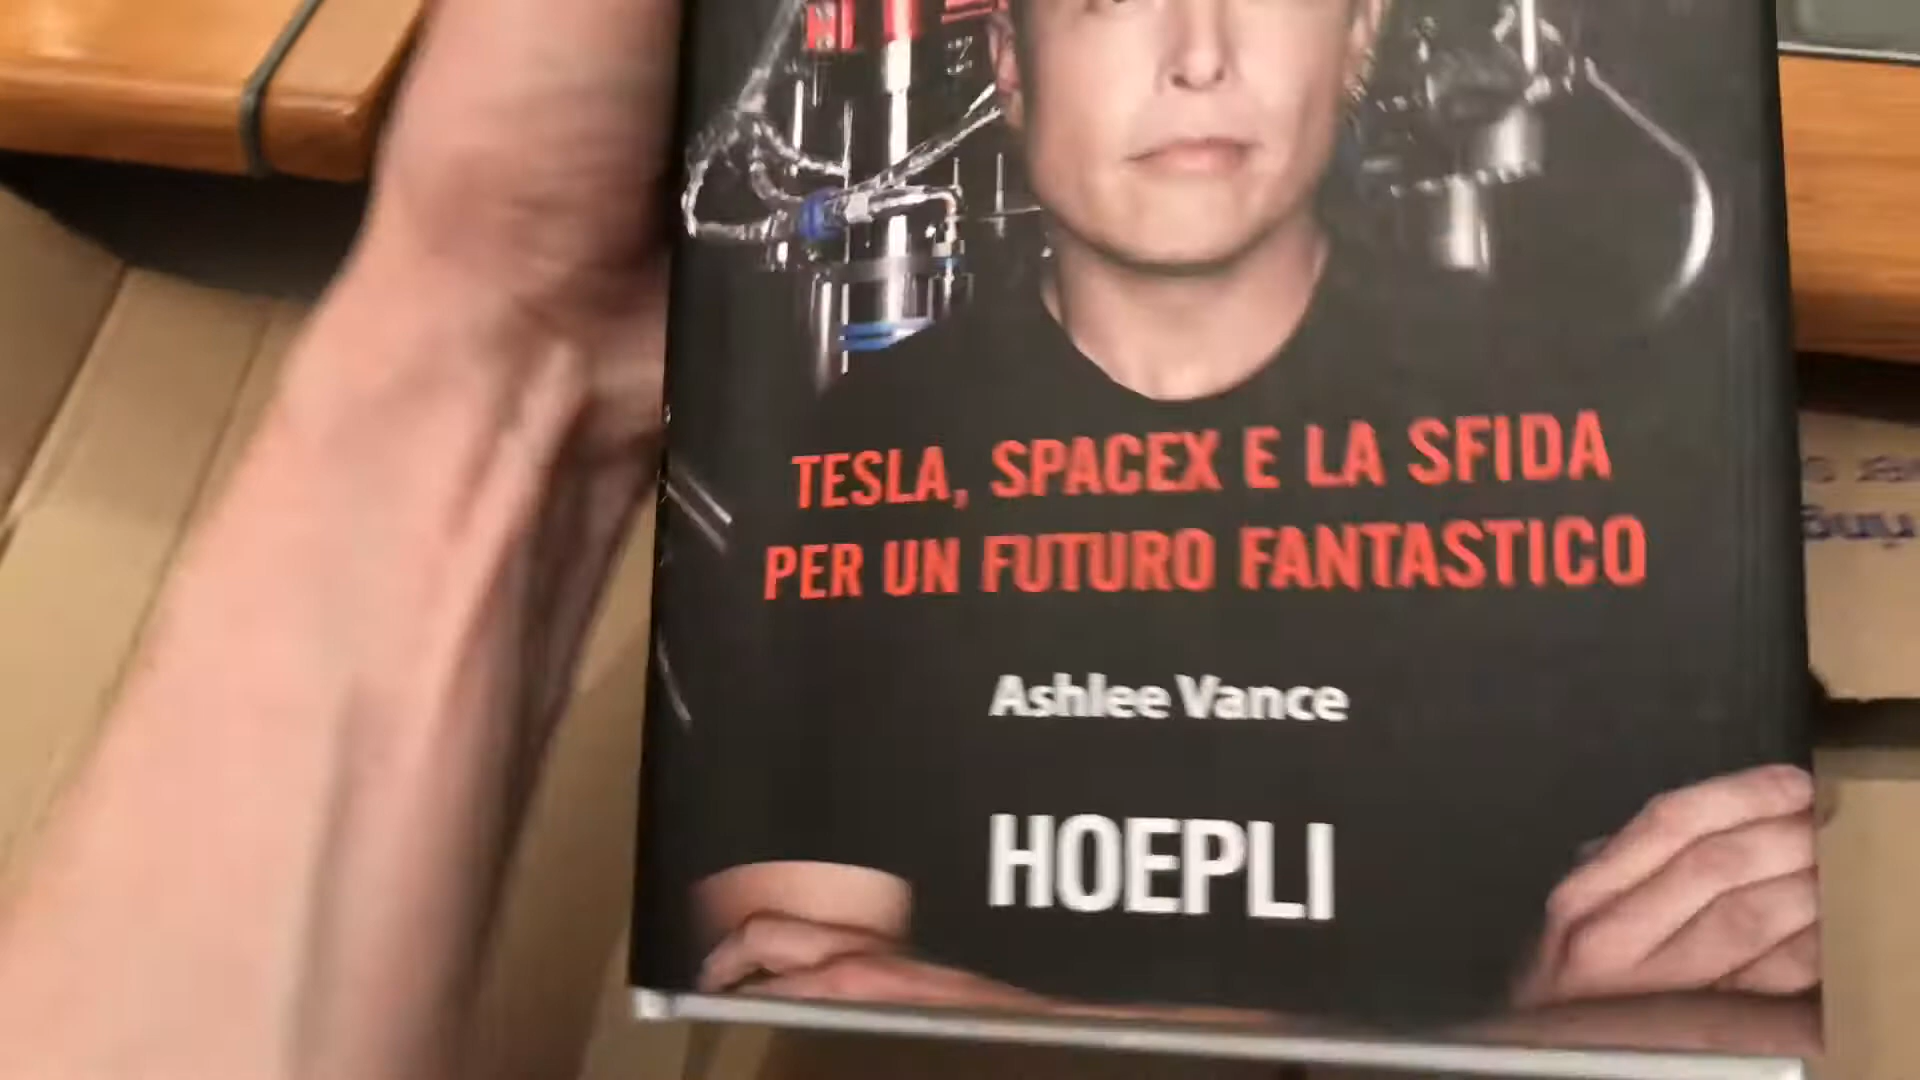 TESLA, SPACEX E LA SFIDA
PER UN FUTURO FANTASTICO
Ashlee Vance
HOEPLI